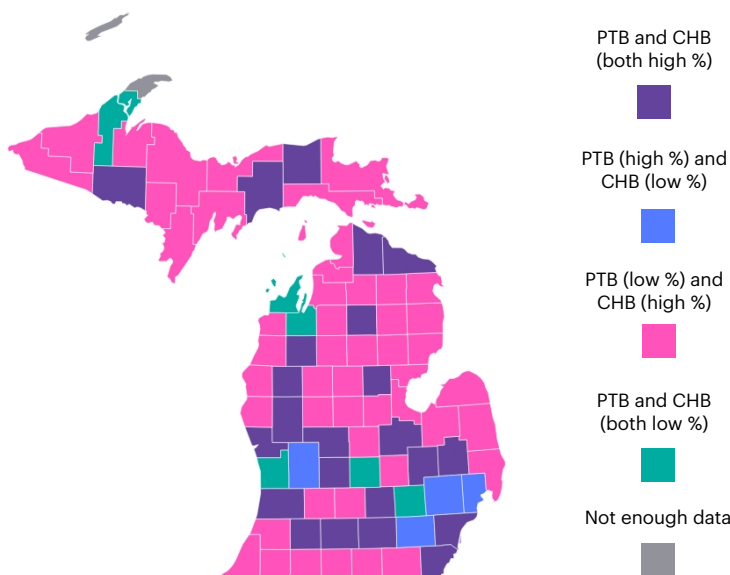 PTB and CHB
(both high %)
PTB (high %) and
CHB (low %)
PTB (low %) and
CHB (high %)
PTB and CHB
(both low %)
Not enough data